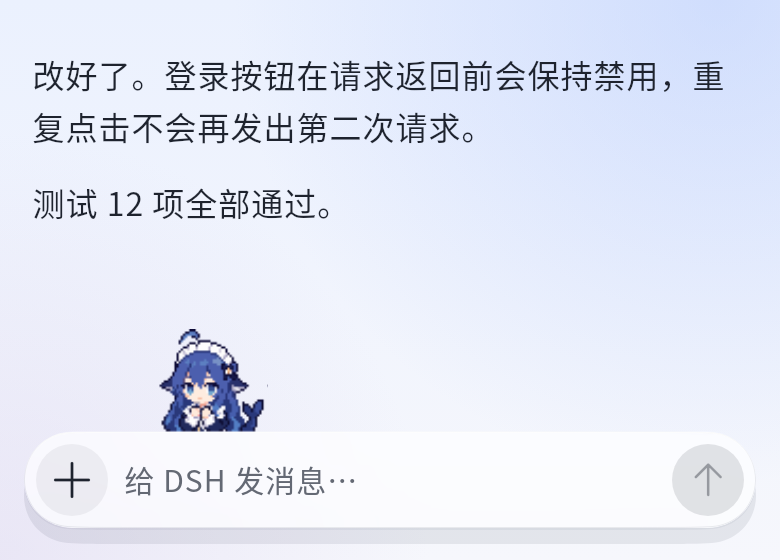 改好了。登录按钮在请求返回前会保持禁用，重
复点击不会再发出第二次请求。
测试 12 项全部通过。
给 DSH 发消息…